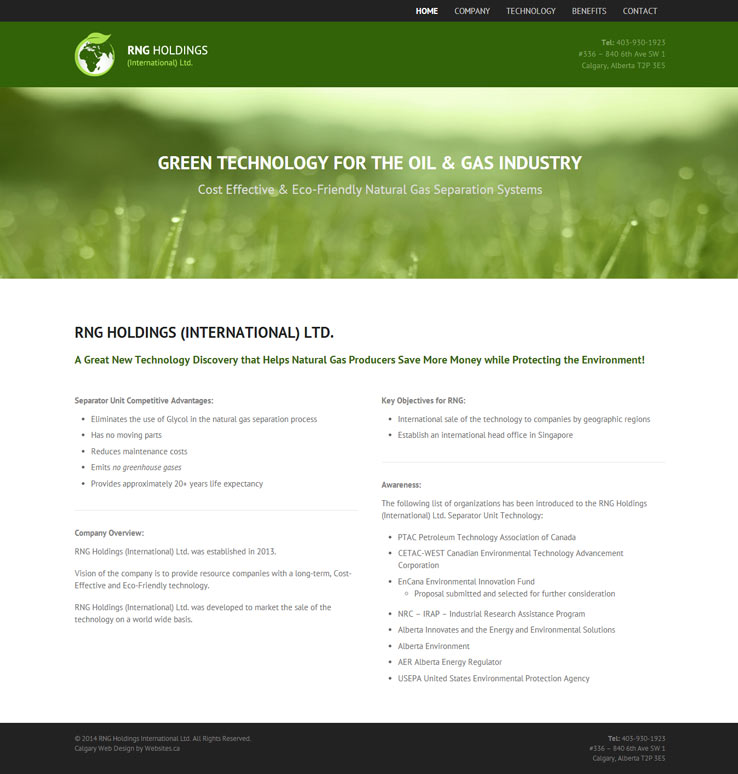 HOME COMPANY TECHNOLOGY BENEFITS CONTACT
RNG HOLDINGS
(International) Ltd.
Tel: 403-930-1923
#336 – 840 6th Ave SW 1
Calgary, Alberta T2P 3E5
GREEN TECHNOLOGY FOR THE OIL & GAS INDUSTRY
Cost Effective & Eco-Friendly Natural Gas Separation Systems
RNG HOLDINGS (INTERNATIONAL) LTD.
A Great New Technology Discovery that Helps Natural Gas Producers Save More Money while Protecting the Environment!
Separator Unit Competitive Advantages:
• Eliminates the use of Glycol in the natural gas separation process
• Has no moving parts
• Reduces maintenance costs
• Emits no greenhouse gases
• Provides approximately 20+ years life expectancy
Company Overview:
RNG Holdings (International) Ltd. was established in 2013.
Vision of the company is to provide resource companies with a long-term, Cost-
Effective and Eco-Friendly technology.
RNG Holdings (International) Ltd. was developed to market the sale of the
technology on a world wide basis.
Key Objectives for RNG:
• International sale of the technology to companies by geographic regions
• Establish an international head office in Singapore
Awareness:
The following list of organizations has been introduced to the RNG Holdings
(International) Ltd. Separator Unit Technology:
• PTAC Petroleum Technology Association of Canada
• CETAC-WEST Canadian Environmental Technology Advancement
Corporation
• EnCana Environmental Innovation Fund
◦ Proposal submitted and selected for further consideration
• NRC – IRAP – Industrial Research Assistance Program
• Alberta Innovates and the Energy and Environmental Solutions
• Alberta Environment
• AER Alberta Energy Regulator
• USEPA United States Environmental Protection Agency
© 2014 RNG Holdings International Ltd. All Rights Reserved.
Calgary Web Design by Websites.ca
Tel: 403-930-1923
#336 – 840 6th Ave SW 1
Calgary, Alberta T2P 3E5